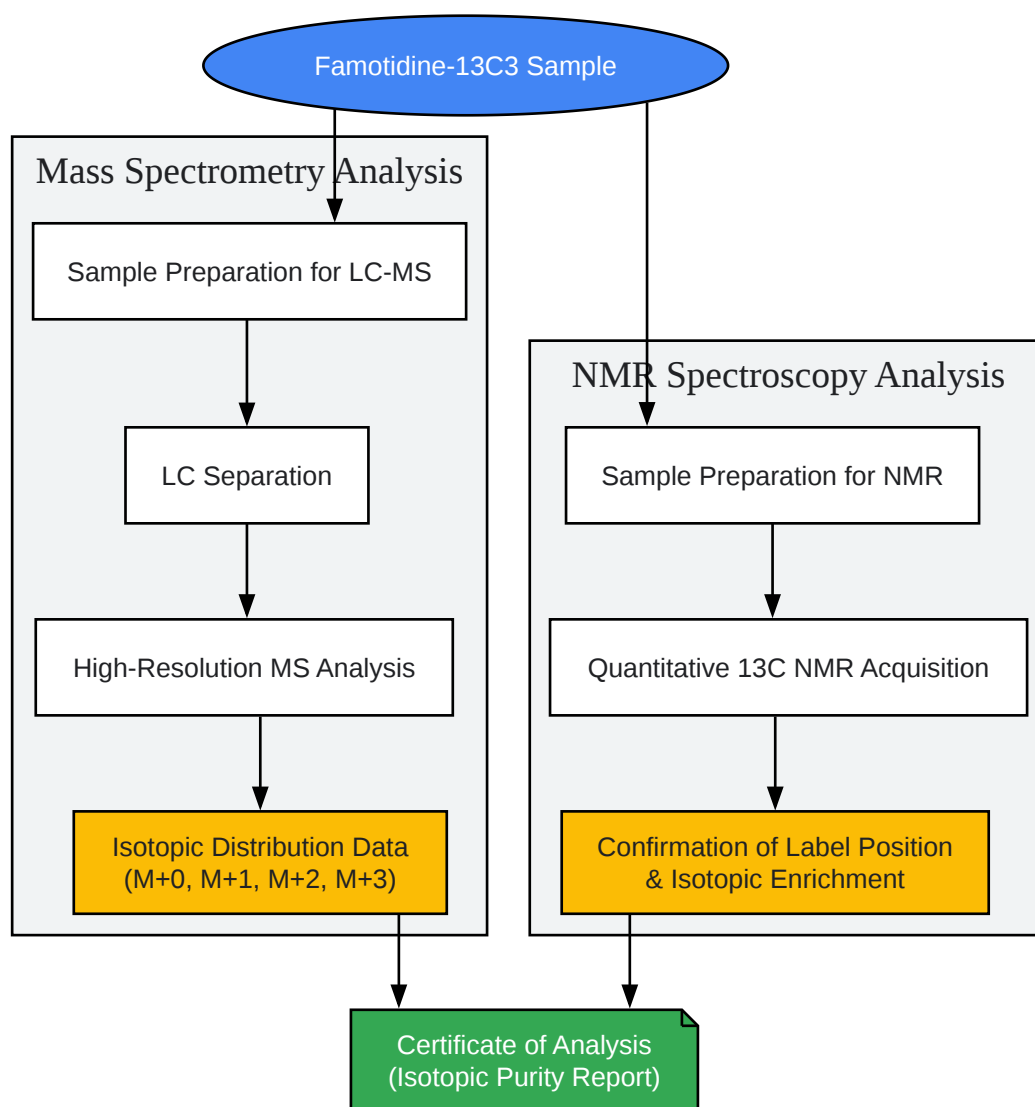 Famotidine-13C3 Sample
Mass Spectrometry Analysis
Sample Preparation for LC-MS
LC Separation
High-Resolution MS Analysis
Isotopic Distribution Data
(M+0, M+1, M+2, M+3)
NMR Spectroscopy Analysis
Sample Preparation for NMR
Quantitative 13C NMR Acquisition
Confirmation of Label Position
& Isotopic Enrichment
Certificate of Analysis
(Isotopic Purity Report)